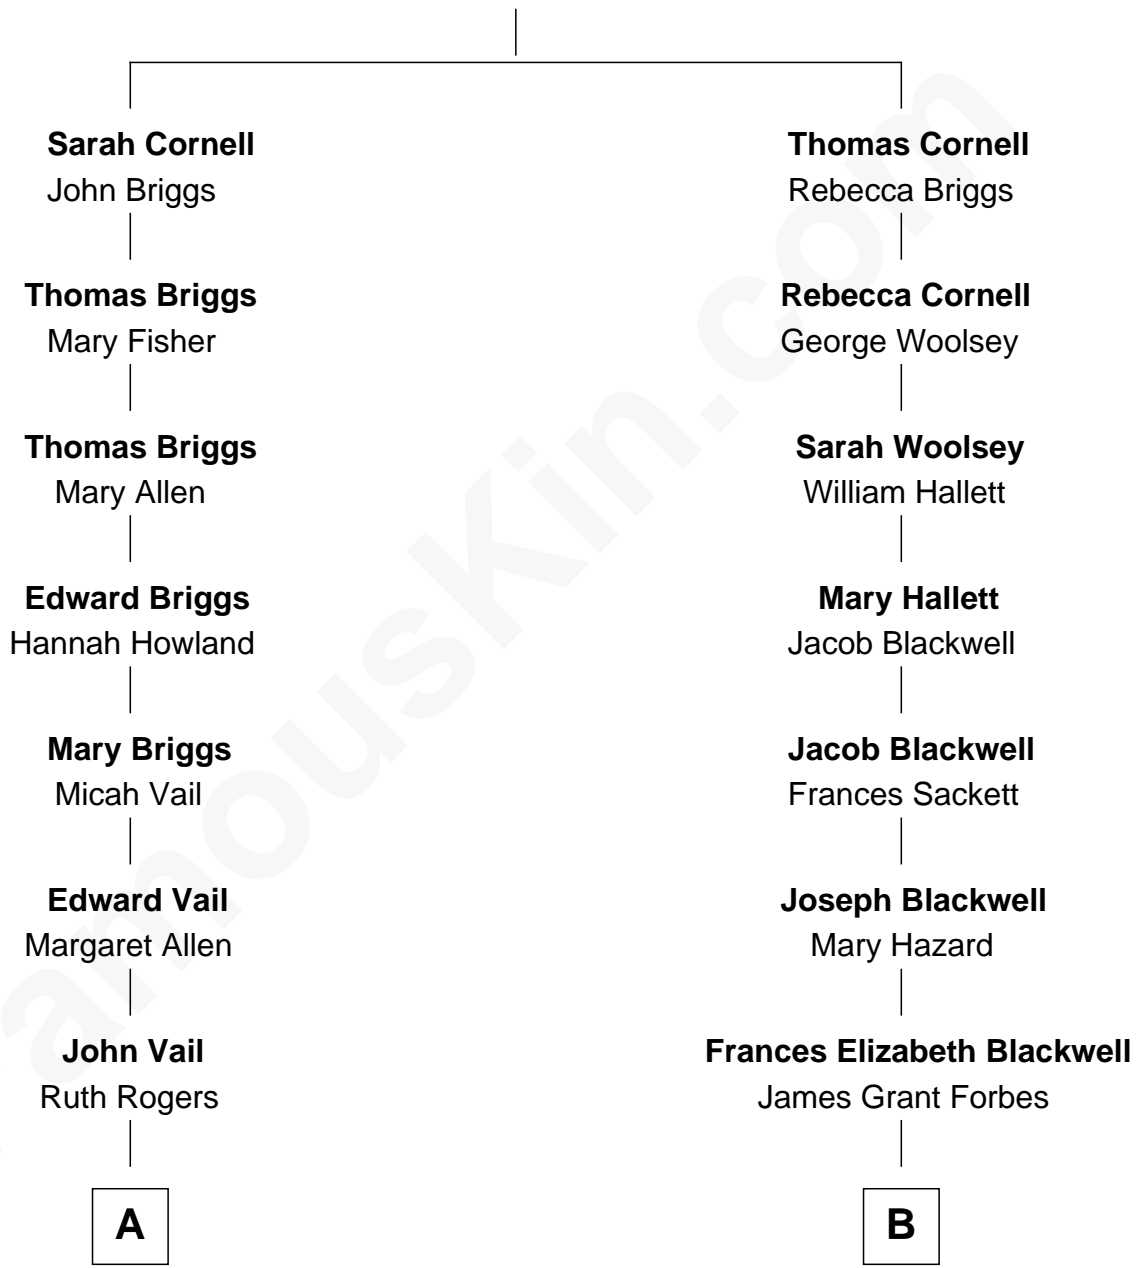 Sarah Cornell
John Briggs
Thomas Briggs
Mary Fisher
Thomas Briggs
Mary Allen
Edward Briggs
Hannah Howland
Mary Briggs
Micah Vail
Edward Vail
Margaret Allen
John Vail
Ruth Rogers
A
Thomas Cornell
Rebecca Briggs
Rebecca Cornell
George Woolsey
Sarah Woolsey
William Hallett
Mary Hallett
Jacob Blackwell
Jacob Blackwell
Frances Sackett
Joseph Blackwell
Mary Hazard
Frances Elizabeth Blackwell
James Grant Forbes
B
amousKin.com